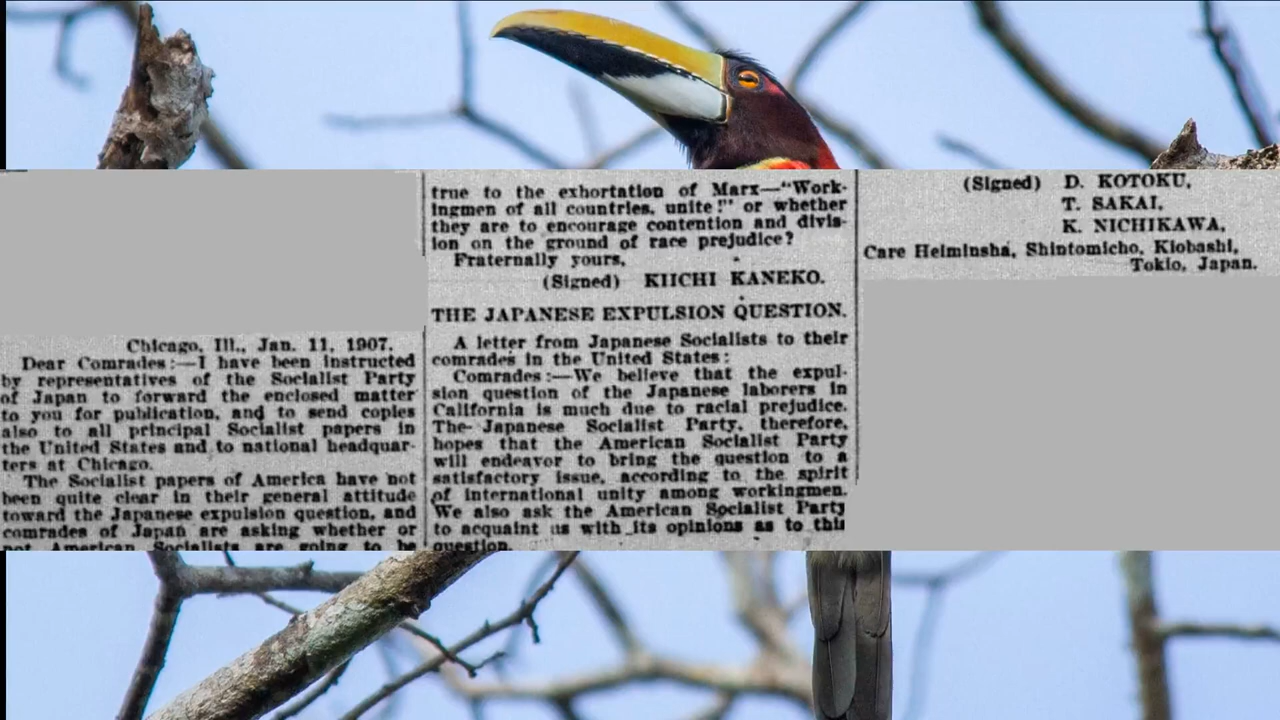 Chicago, Ill., Jan. 11, 1907.
Dear Comrades:—I have been instructed
by representatives of the Socialist Party
of Japan to forward the enclosed matter
to you for publication, and to send copies
also to all principal Socialist papers in
the United States and to national headquar-
ters at Chicago.
The Socialist papers of America have not
been quite clear in their general attitude
toward the Japanese expulsion question, and
comrades of Japan are asking whether or
not American Socialists are going to be
true to the exhortation of Marx—"Work-
ingmen of all countries, unite!" or whether
they are to encourage contention and divis-
ion on the ground of race prejudice?
Fraternally yours,
(Signed) KIICHI KANEKO.
THE JAPANESE EXPULSION QUESTION.
A letter from Japanese Socialists to their
comrades in the United States:
Comrades:—We believe that the expul-
sion question of the Japanese laborers in
California is much due to racial prejudice.
The Japanese Socialist Party, therefore,
hopes that the American Socialist Party
will endeavor to bring the question to a
satisfactory issue, according to the spirit
of international unity among workingmen.
We also ask the American Socialist Party
to acquaint us with its opinions as to this
question.
(Signed) D. KOTOKU,
T. SAKAI,
K. NICHIKAWA,
Care Heiminsha, Shintomicho, Kiobashi,
Tokio, Japan.